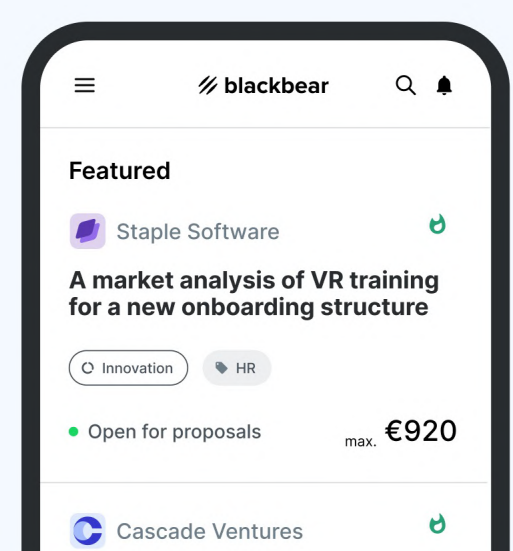 blackbear
Featured
Staple Software
A market analysis of VR training
for a new onboarding structure
Innovation
HR
Open for proposals
max. €920
Cascade Ventures